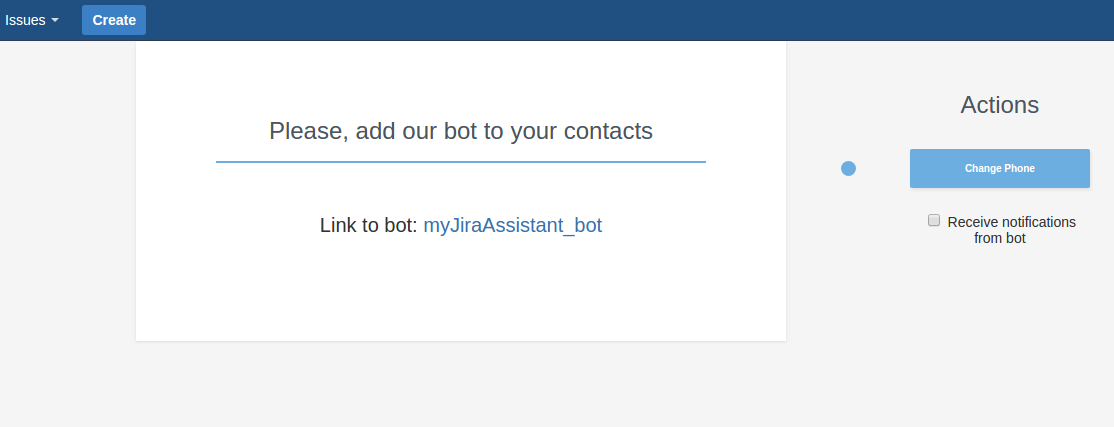 Issues Create
Please, add our bot to your contacts
Link to bot: myJiraAssistant_bot
Actions
Change Phone
Receive notifications
from bot